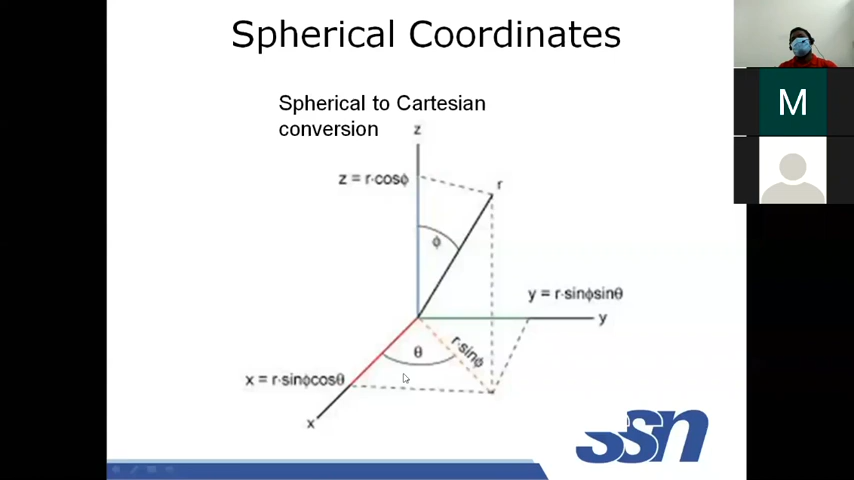 Spherical Coordinates
Spherical to Cartesian
conversion
z
z = r·cosϕ
r
ϕ
y = r·sinϕsinθ
y
r·sinϕ
θ
x = r·sinϕcosθ
x
ssn
M